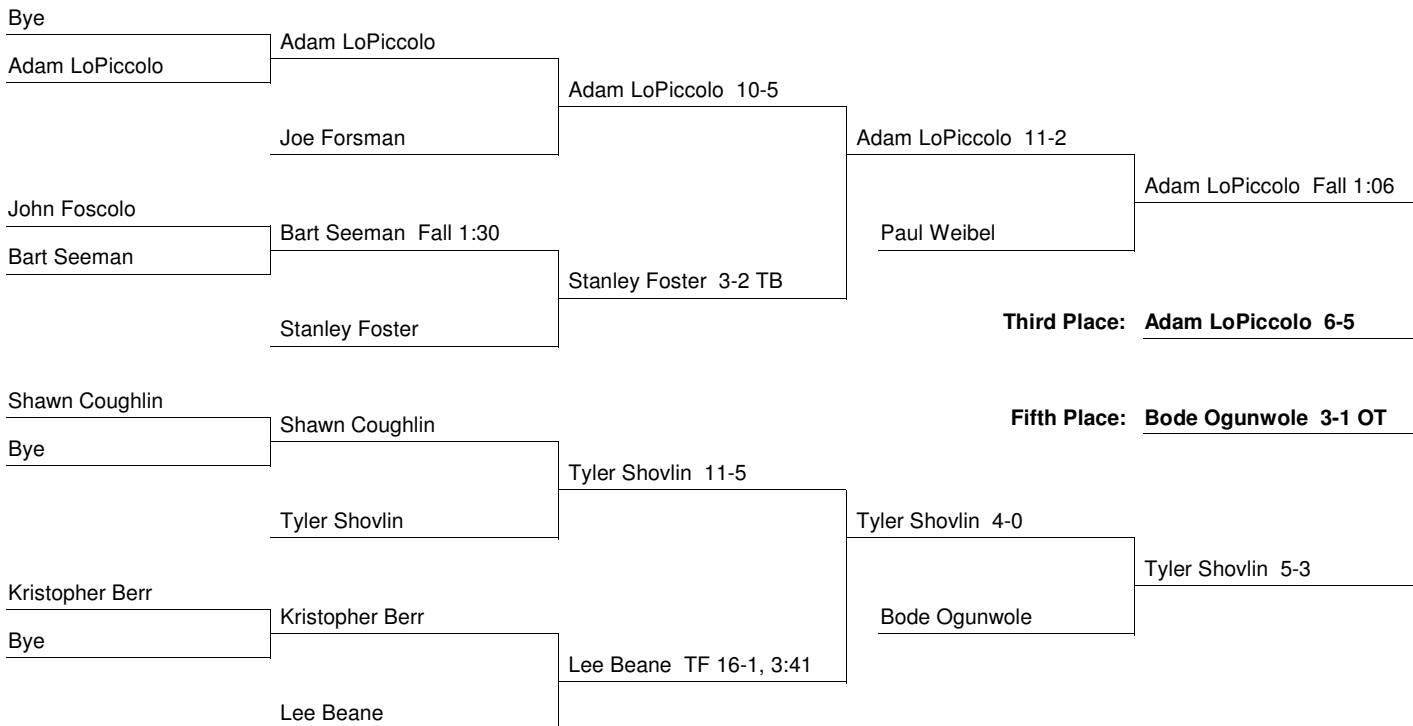 Bye
Adam LoPiccolo
Adam LoPiccolo
Adam LoPiccolo 10-5
Joe Forsman
Adam LoPiccolo 11-2
Adam LoPiccolo Fall 1:06
John Foscolo
Bart Seeman Fall 1:30
Paul Weibel
Bart Seeman
Stanley Foster 3-2 TB
Stanley Foster
Third Place: Adam LoPiccolo 6-5
Shawn Coughlin
Shawn Coughlin
Fifth Place: Bode Ogunwole 3-1 OT
Bye
Tyler Shovlin 11-5
Tyler Shovlin
Tyler Shovlin 4-0
Tyler Shovlin 5-3
Kristopher Berr
Kristopher Berr
Bode Ogunwole
Bye
Lee Beane TF 16-1, 3:41
Lee Beane